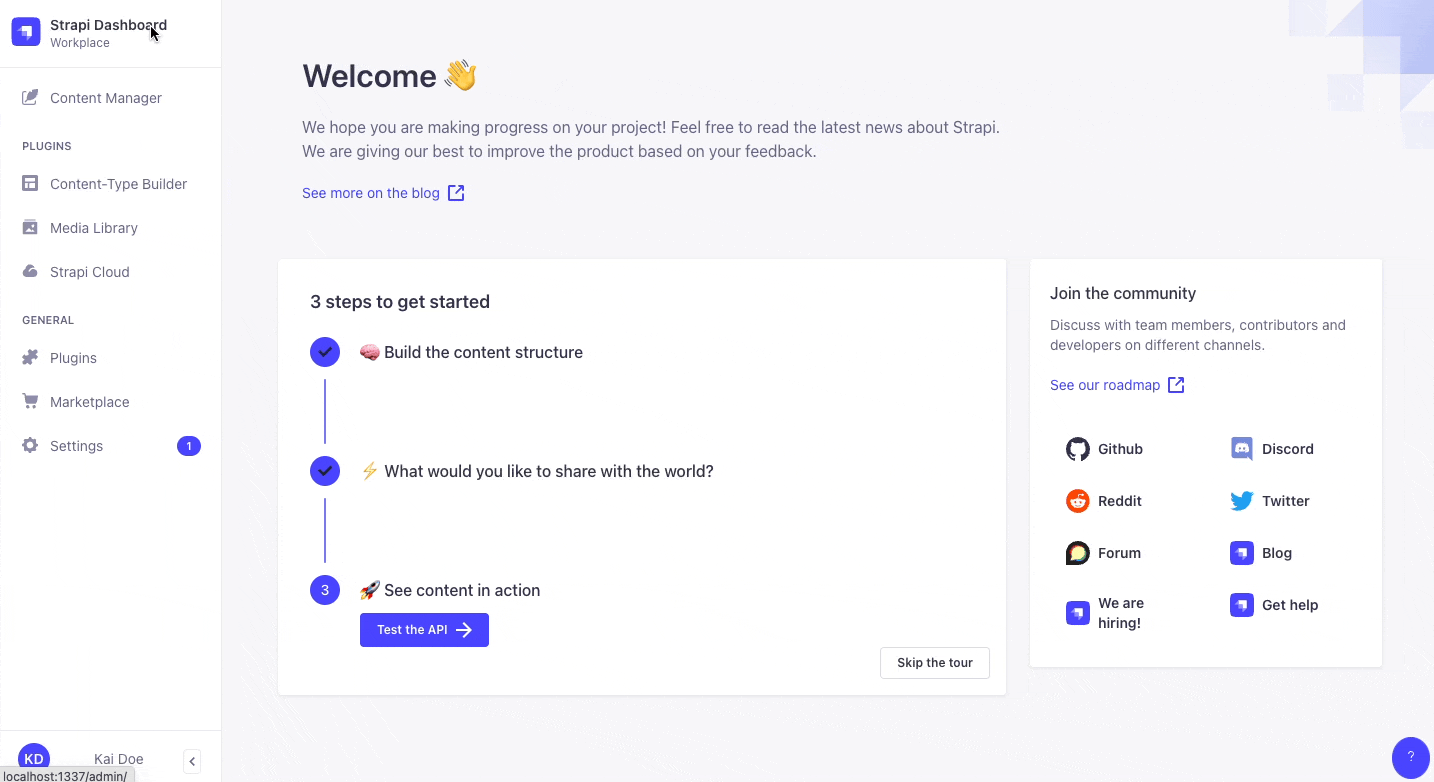 Strapi Dashboard
Workplace
Content Manager
PLUGINS
Content-Type Builder
Media Library
Strapi Cloud
GENERAL
Plugins
Marketplace
Settings
1
KD
Kai Doe
localhost:1337/admin/
Welcome 👋
We hope you are making progress on your project! Feel free to read the latest news about Strapi.
We are giving our best to improve the product based on your feedback.
See more on the blog
3 steps to get started
🧠 Build the content structure
⚡ What would you like to share with the world?
3
🚀 See content in action
Test the API
Skip the tour
Join the community
Discuss with team members, contributors and
developers on different channels.
See our roadmap
Github
Discord
Reddit
Twitter
Forum
Blog
We are
hiring!
Get help
?